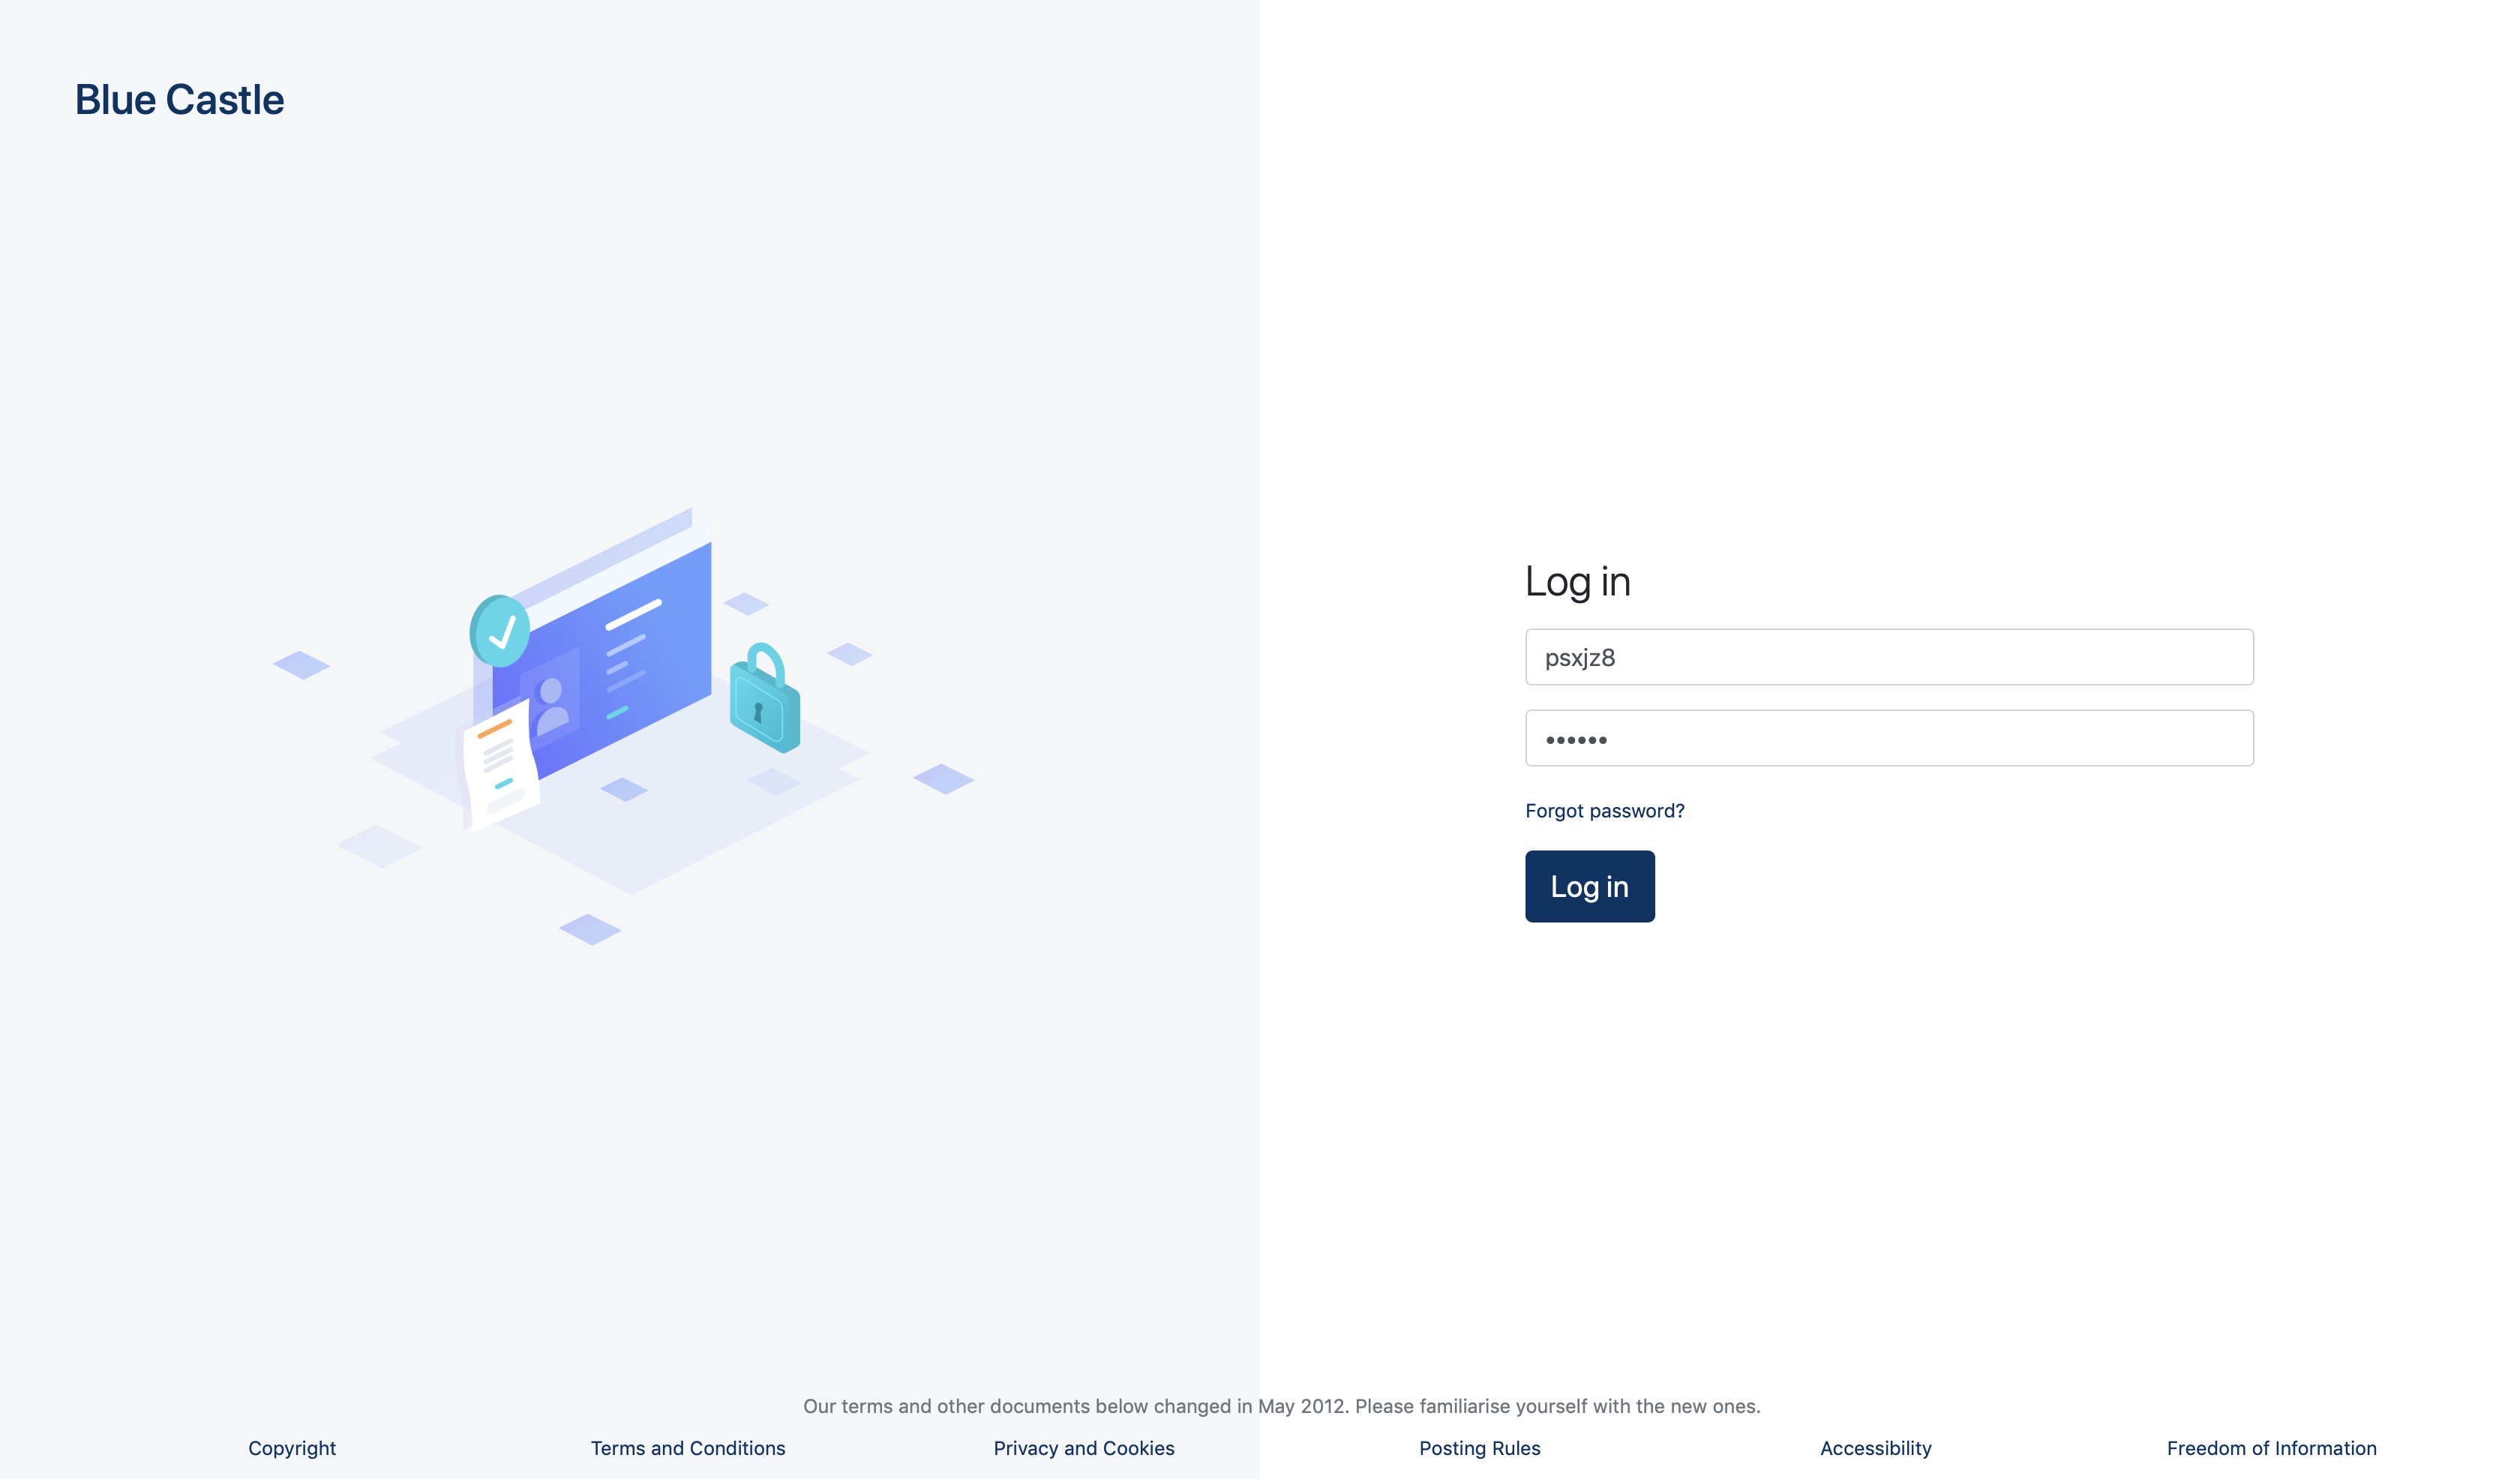 Blue Castle
Log in
psxjz8
••••••
Forgot password?
Log in
Our terms and other documents below changed in May 2012. Please familiarise yourself with the new ones.
Copyright Terms and Conditions Privacy and Cookies Posting Rules Accessibility Freedom of Information